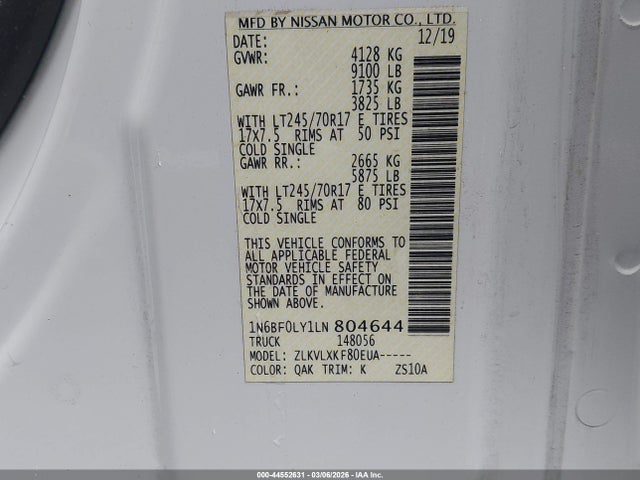 MFD BY NISSAN MOTOR CO., LTD.
DATE: 12/19
GVWR: 4128 KG
9100 LB
GAWR FR.: 1735 KG
3825 LB
WITH LT245/70R17 E TIRES
17X7.5 RIMS AT 50 PSI
COLD SINGLE
GAWR RR.: 2665 KG
5875 LB
WITH LT245/70R17 E TIRES
17X7.5 RIMS AT 80 PSI
COLD SINGLE
THIS VEHICLE CONFORMS TO
ALL APPLICABLE FEDERAL
MOTOR VEHICLE SAFETY
STANDARDS IN EFFECT ON
THE DATE OF MANUFACTURE
SHOWN ABOVE.
1N6BF0LY1LN 804644
TRUCK 148056
MODEL: ZLKVLXKF80EUA-----
COLOR: QAK TRIM: K ZS10A
000-44552631 - 03/06/2026 - IAA, Inc.